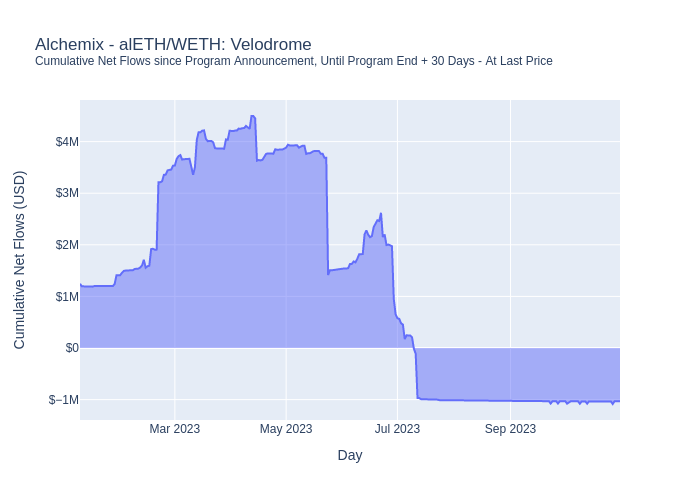 Alchemix - alETH/WETH: Velodrome
Cumulative Net Flows since Program Announcement, Until Program End + 30 Days - At Last Price
Cumulative Net Flows (USD)
$4M
$3M
$2M
$1M
$0
$−1M
Mar 2023
May 2023
Jul 2023
Sep 2023
Day